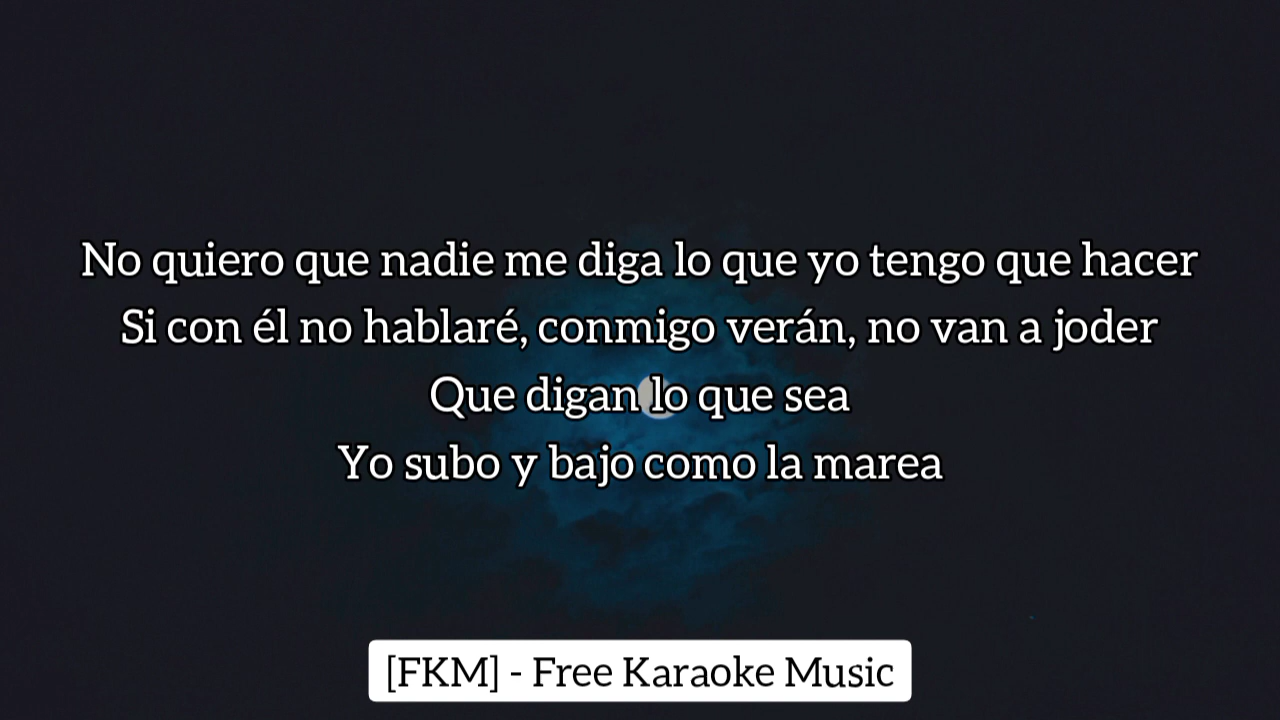 No quiero que nadie me diga lo que yo tengo que hacer
Si con él no hablaré, conmigo verán, no van a joder
Que digan lo que sea
Yo subo y bajo como la marea
[FKM] - Free Karaoke Music